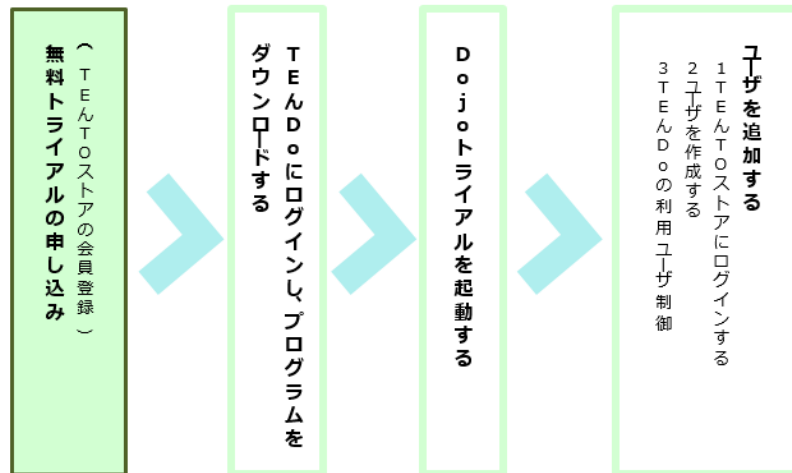 無料トライアルの申し込み
（TEんTOストアの会員登録）
TEんDoにログインし、プログラムを
ダウンロードする
Dojoトライアルを起動する
ユーザを追加する
1TEんTOストアにログインする
2ユーザを作成する
3TEんDoの利用ユーザ制御